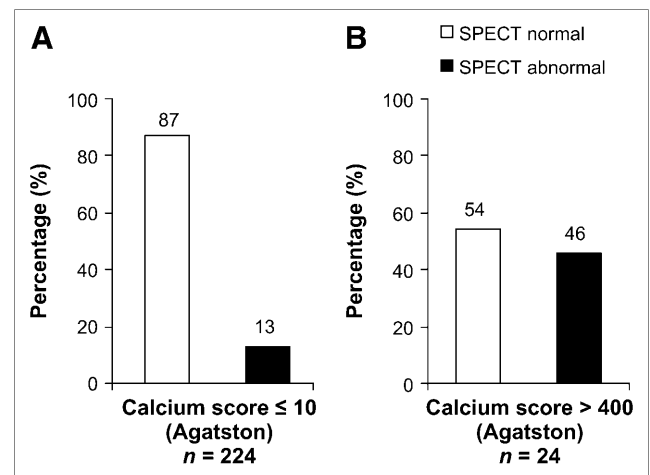 A
B
SPECT normal
SPECT abnormal
Percentage (%)
100
80
60
40
20
0
87
13
Calcium score ≤ 10
(Agatston)
n = 224
Percentage (%)
100
80
60
40
20
0
54
46
Calcium score > 400
(Agatston)
n = 24